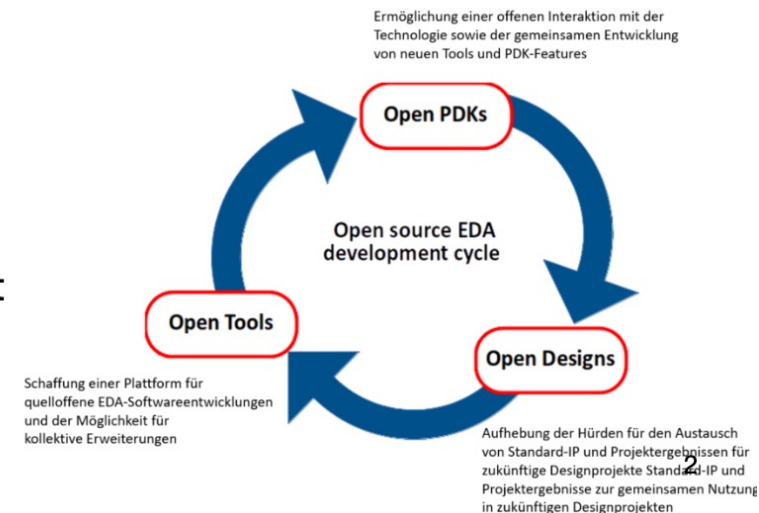 Ermöglichung einer offenen Interaktion mit der
Technologie sowie der gemeinsamen Entwicklung
von neuen Tools und PDK-Features
Open PDKs
Open source EDA
development cycle
Open Tools
Open Designs
Schaffung einer Plattform für
quelloffene EDA-Softwareentwicklungen
und der Möglichkeit für
kollektive Erweiterungen
Aufhebung der Hürden für den Austausch
von Standard-IP und Projektergebnissen für
zukünftige Designprojekte Standard-IP und
2
Projektergebnisse zur gemeinsamen Nutzung
in zukünftigen Designprojekten